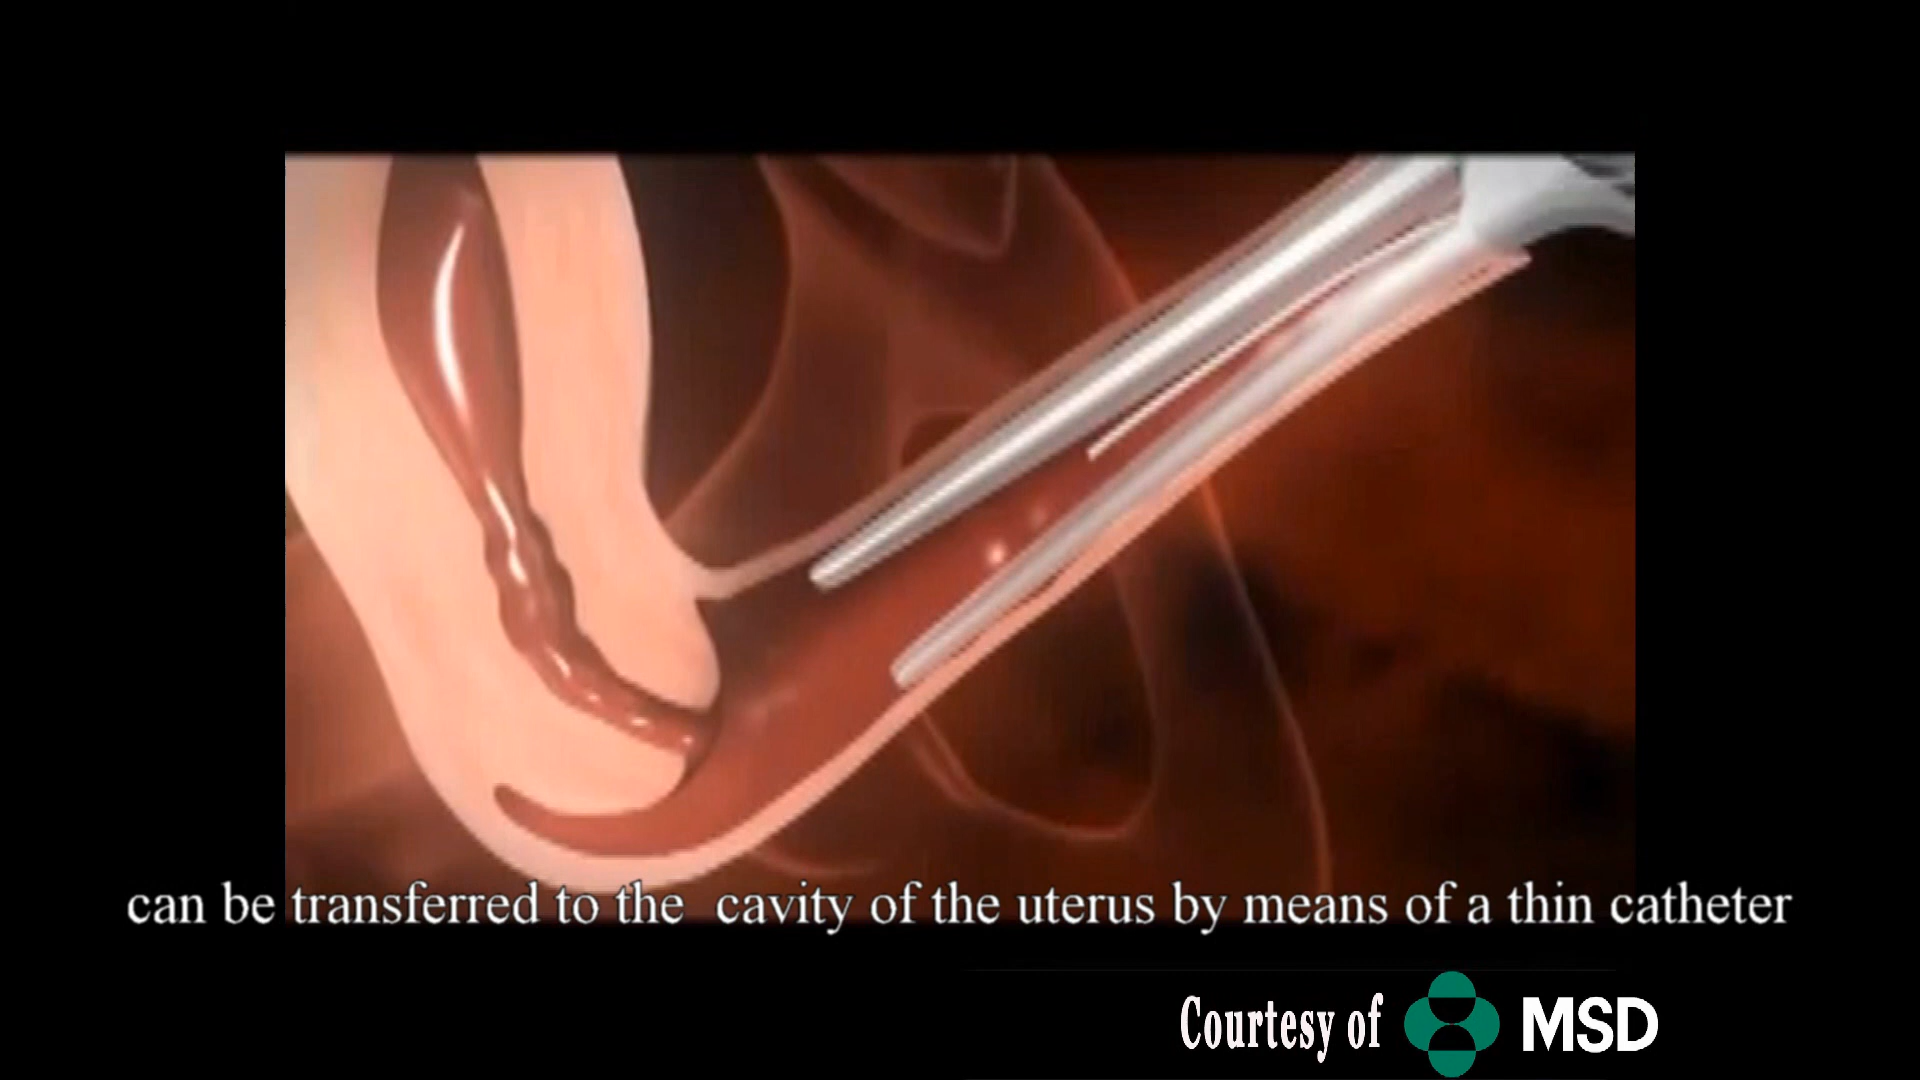 can be transferred to the cavity of the uterus by means of a thin catheter
Courtesy of MSD